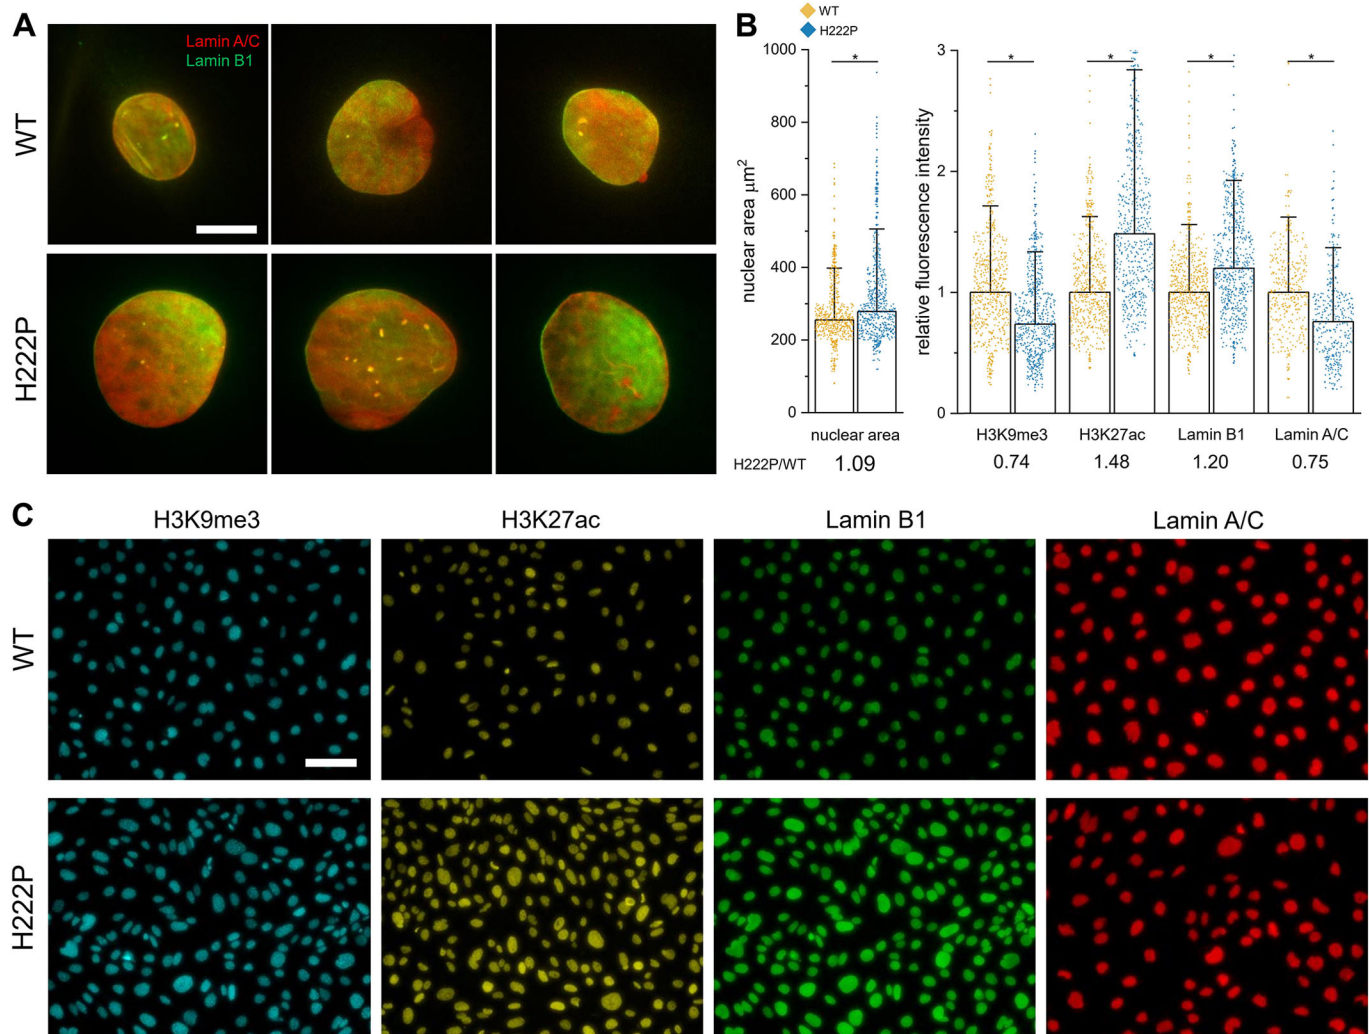 A
Lamin A/C
Lamin B1
WT
H222P
B
WT
H222P
nuclear area μm²
1000
800
600
400
200
0
*
nuclear area
H222P/WT
1.09
relative fluorescence intensity
3
2
1
0
* * * *
H3K9me3 H3K27ac Lamin B1 Lamin A/C
0.74 1.48 1.20 0.75
C
H3K9me3 H3K27ac Lamin B1 Lamin A/C
WT
H222P